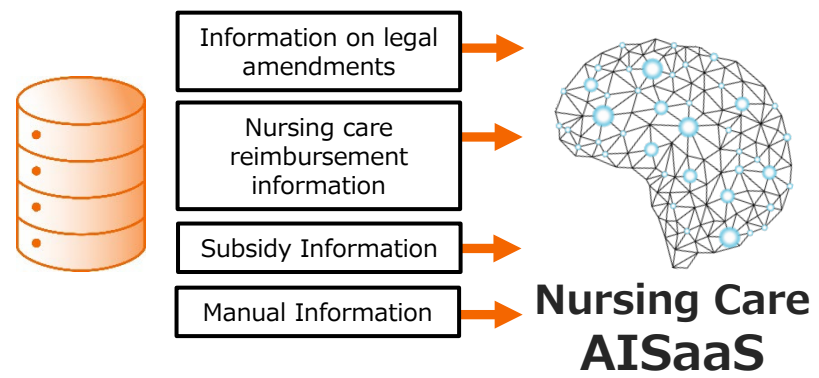 Information on legal
amendments
Nursing care
reimbursement
information
Subsidy Information
Manual Information
Nursing Care
AISaaS